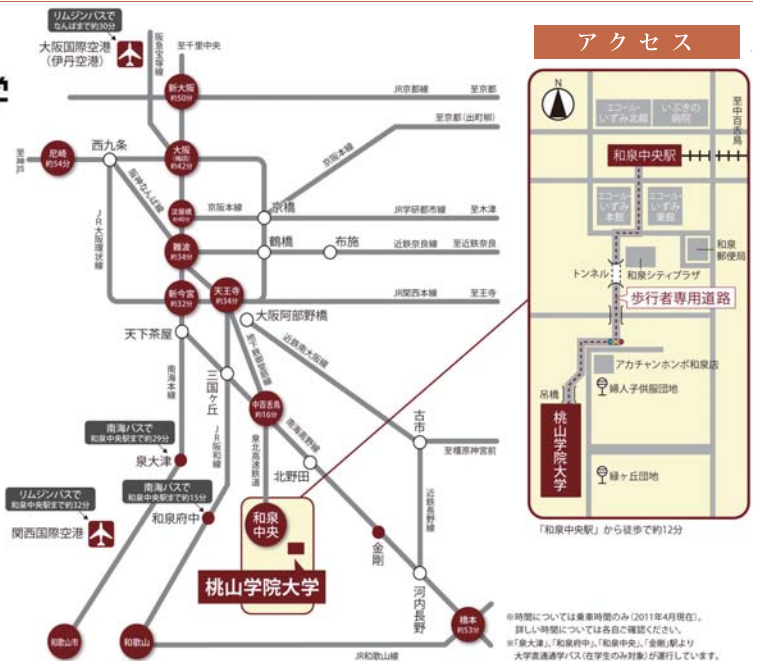 リムジンバスで
なんばまで約30分
大阪国際空港
(伊丹空港)
阪急宝塚線
至千里中央
新大阪
約50分
JR京都線
至京都
至京都(出町柳)
京阪本線
至神戸
尼崎
約54分
西九条
大阪
(梅田)
約42分
阪神なんば線
淀屋橋
約40分
京阪本線
京橋
JR学研都市線
至木津
JR大阪環状線
難波
約34分
鶴橋
布施
近鉄奈良線
至近鉄奈良
新今宮
約32分
天王寺
約34分
JR関西本線
至王寺
大阪阿部野橋
天下茶屋
近鉄南大阪線
地下鉄御堂筋線
南海本線
三国ヶ丘
中百舌鳥
約16分
南海高野線
古市
至橿原神宮前
南海バスで
和泉中央駅まで約29分
泉大津
JR阪和線
泉北高速鉄道
北野田
近鉄長野線
リムジンバスで
和泉中央駅まで約32分
関西国際空港
南海バスで
和泉中央駅まで約15分
和泉府中
和泉
中央
金剛
桃山学院大学
河内長野
和歌山市
和歌山
橋本
約53分
JR和歌山線
アクセス
N
エコール・
いずみ北館
いぶきの
病院
至中百舌鳥
和泉中央駅
エコール・
いずみ
本館
エコール・
いずみ
東館
和泉
郵便局
トンネル
和泉シティプラザ
歩行者専用道路
アカチャンホンポ和泉店
吊橋
婦人子供服団地
桃山学院大学
緑ヶ丘団地
「和泉中央駅」から徒歩で約12分
※時間については乗車時間のみ(2011年4月現在)。
詳しい時間については各自ご確認ください。
※「泉大津」、「和泉府中」、「和泉中央」、「金剛」駅より
大学直通通学バス(在学生のみ対象)が運行しています。